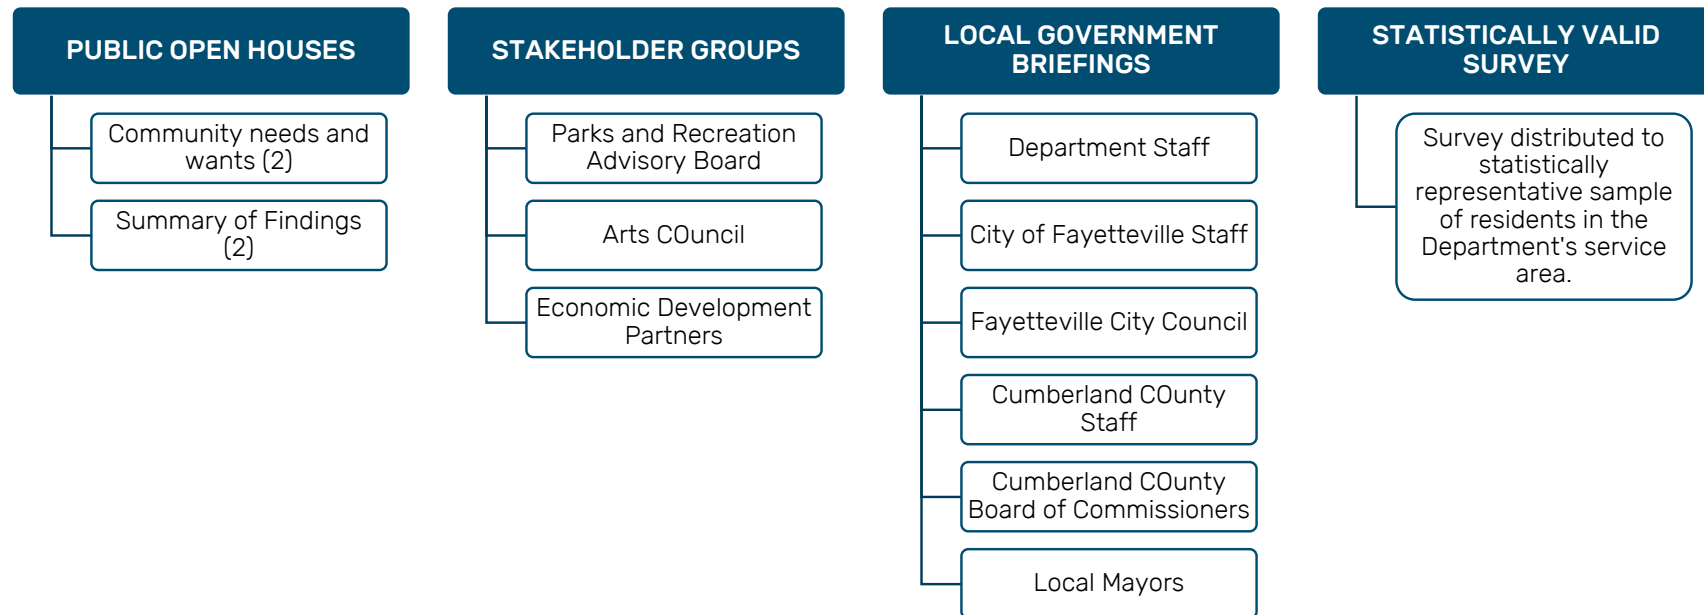 PUBLIC OPEN HOUSES
Community needs and
wants (2)
Summary of Findings
(2)
STAKEHOLDER GROUPS
Parks and Recreation
Advisory Board
Arts COuncil
Economic Development
Partners
LOCAL GOVERNMENT
BRIEFINGS
Department Staff
City of Fayetteville Staff
Fayetteville City Council
Cumberland COunty
Staff
Cumberland COunty
Board of Commissioners
Local Mayors
STATISTICALLY VALID
SURVEY
Survey distributed to
statistically
representative sample
of residents in the
Department's service
area.